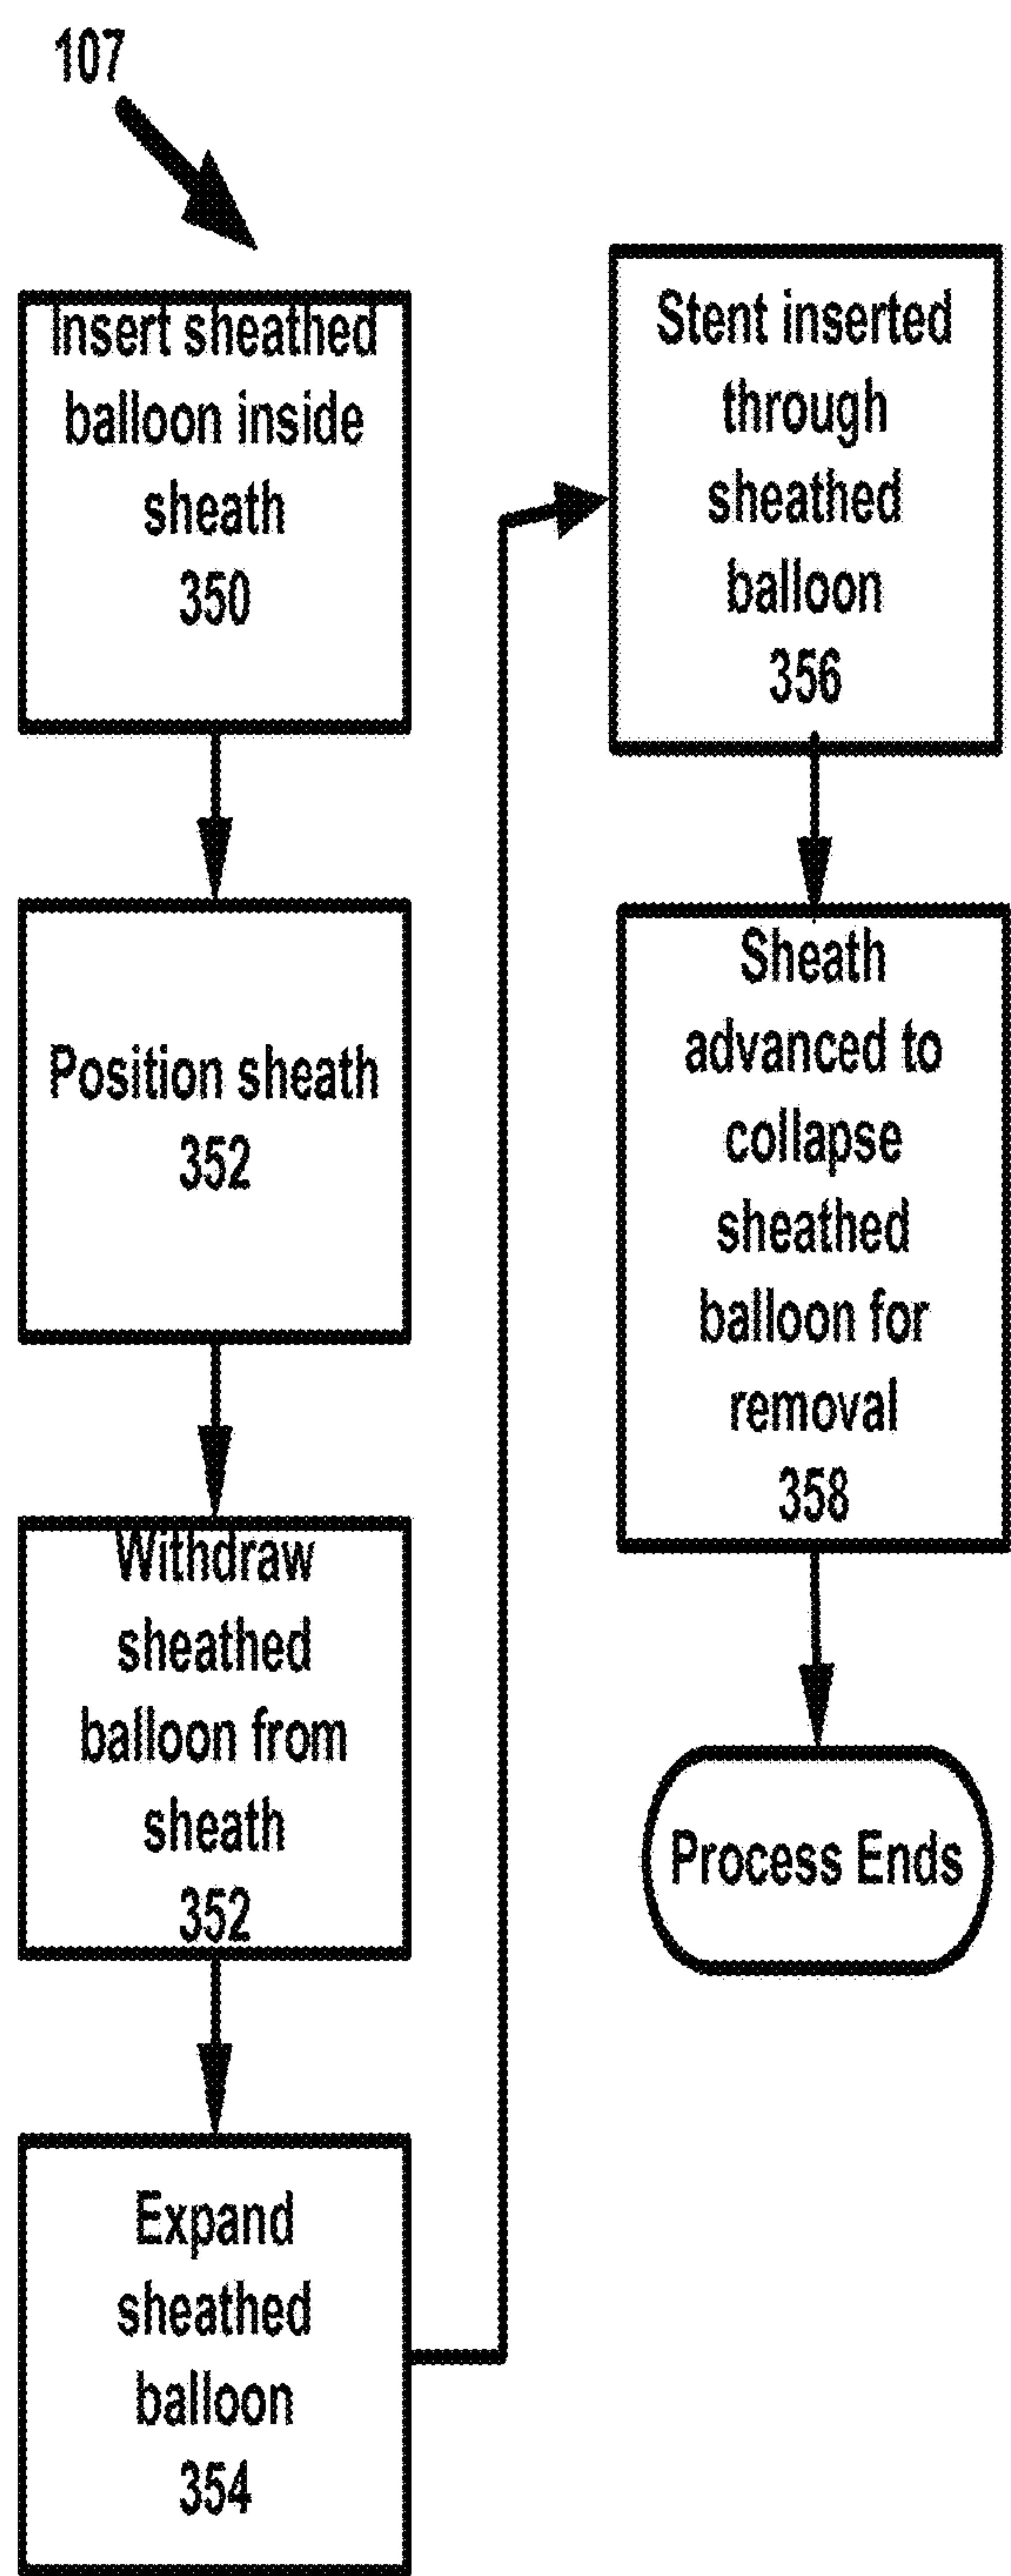 107
Insert sheathed
balloon inside
sheath
350
Position sheath
352
Withdraw
sheathed
balloon from
sheath
352
Expand
sheathed
balloon
354
Stent inserted
through
sheathed
balloon
356
Sheath
advanced to
collapse
sheathed
balloon for
removal
358
Process Ends